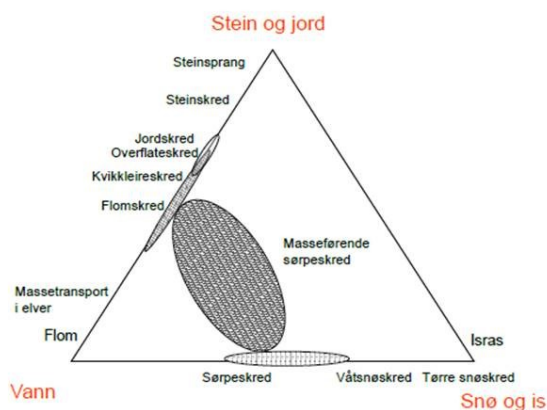 Stein og jord
Steinsprang
Steinskred
Jordskred
Overflateskred
Kvikkleireskred
Flomskred
Masseførende
sørpeskred
Massetransport
i elver
Flom
Isras
Sørpeskred
Våtsnøskred
Tørre snøskred
Vann
Snø og is